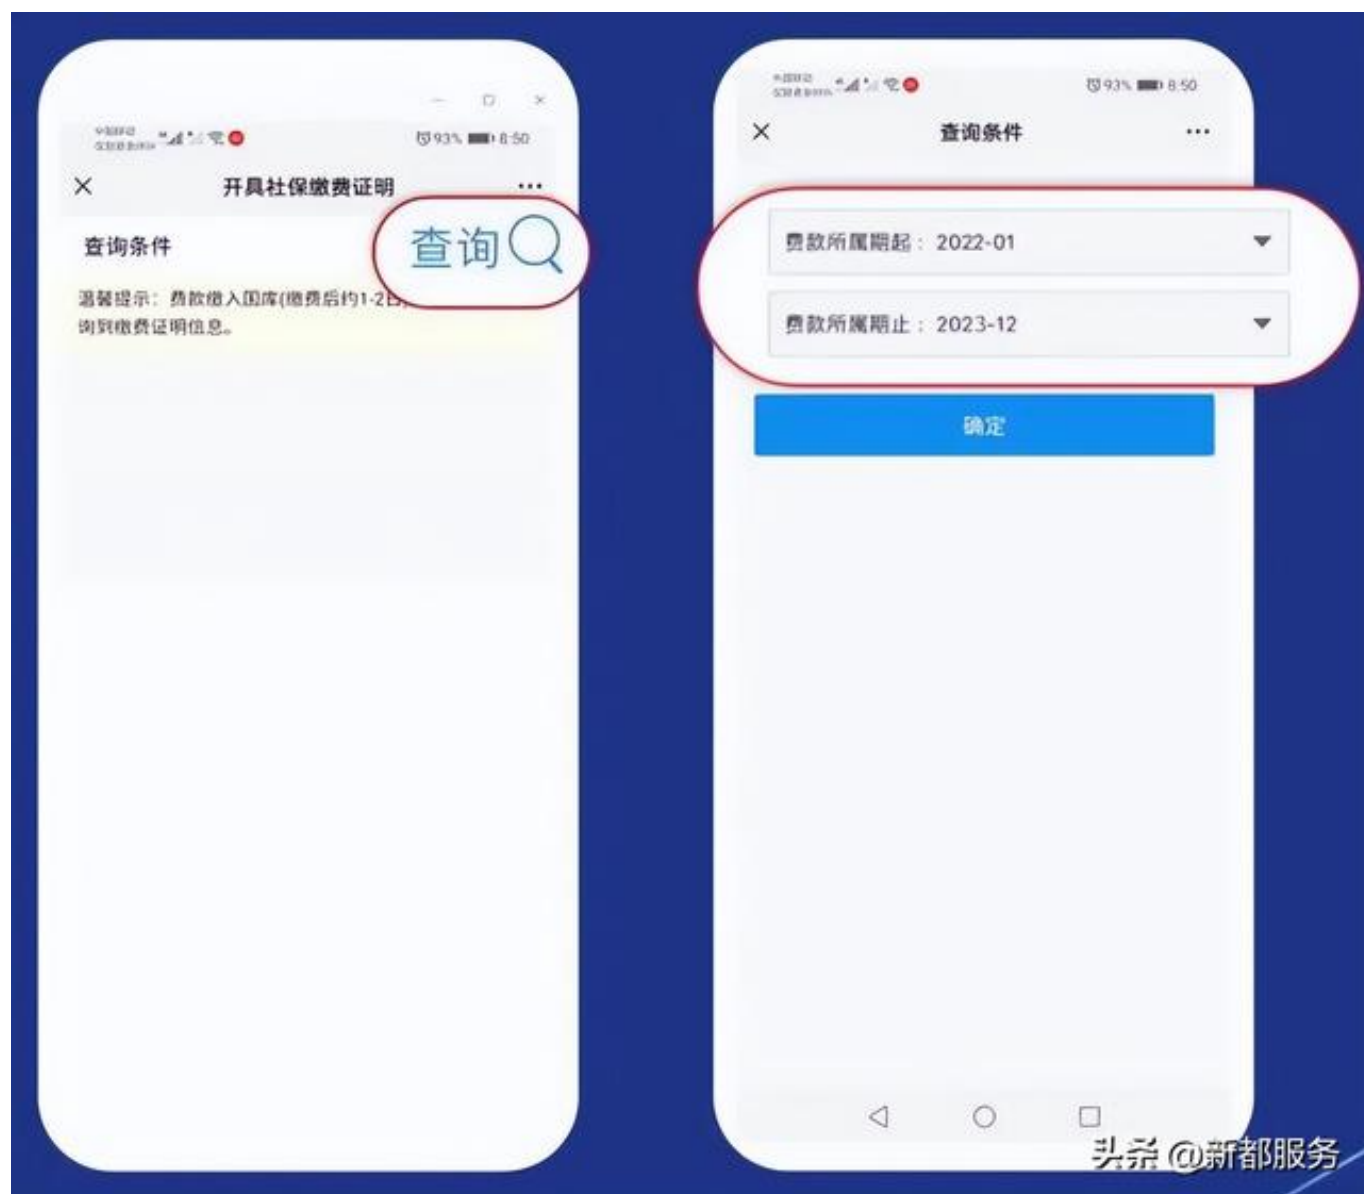 93% 8:50
开具社保缴费证明
查询条件
查询
温馨提示：费款缴入国库(缴费后约1-2日)
询到缴费证明信息。
93% 8:50
查询条件
费款所属期起：2022-01
费款所属期止：2023-12
确定
头条 @新都服务